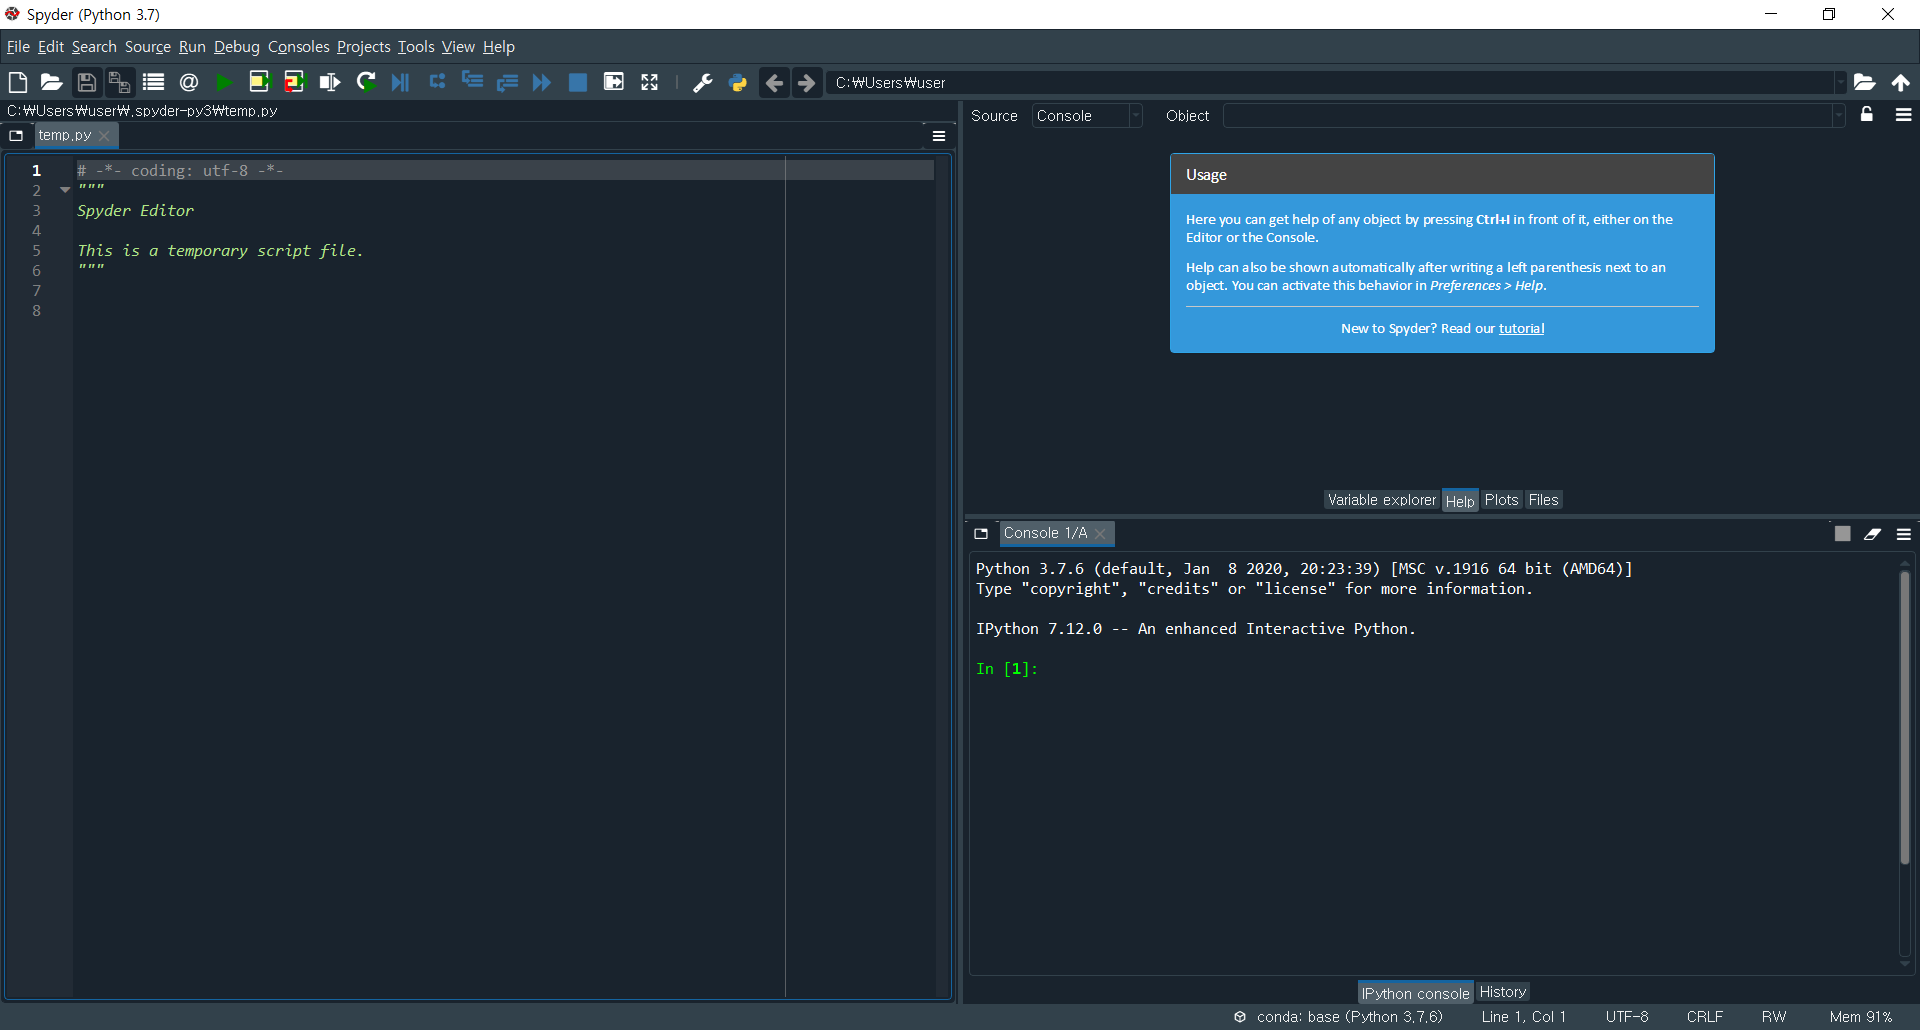 Spyder (Python 3.7)
File Edit Search Source Run Debug Consoles Projects Tools View Help
C:₩Users₩user
C:₩Users₩user₩.spyder-py3₩temp.py
temp.py
1 # -*- coding: utf-8 -*-
2 """
3 Spyder Editor
4
5 This is a temporary script file.
6 """
7
8
Source Console Object
Usage
Here you can get help of any object by pressing Ctrl+I in front of it, either on the
Editor or the Console.
Help can also be shown automatically after writing a left parenthesis next to an
object. You can activate this behavior in Preferences > Help.
New to Spyder? Read our tutorial
Variable explorer Help Plots Files
Console 1/A
Python 3.7.6 (default, Jan  8 2020, 20:23:39) [MSC v.1916 64 bit (AMD64)]
Type "copyright", "credits" or "license" for more information.
IPython 7.12.0 -- An enhanced Interactive Python.
In [1]:
IPython console History
conda: base (Python 3.7.6) Line 1, Col 1 UTF-8 CRLF RW Mem 91%